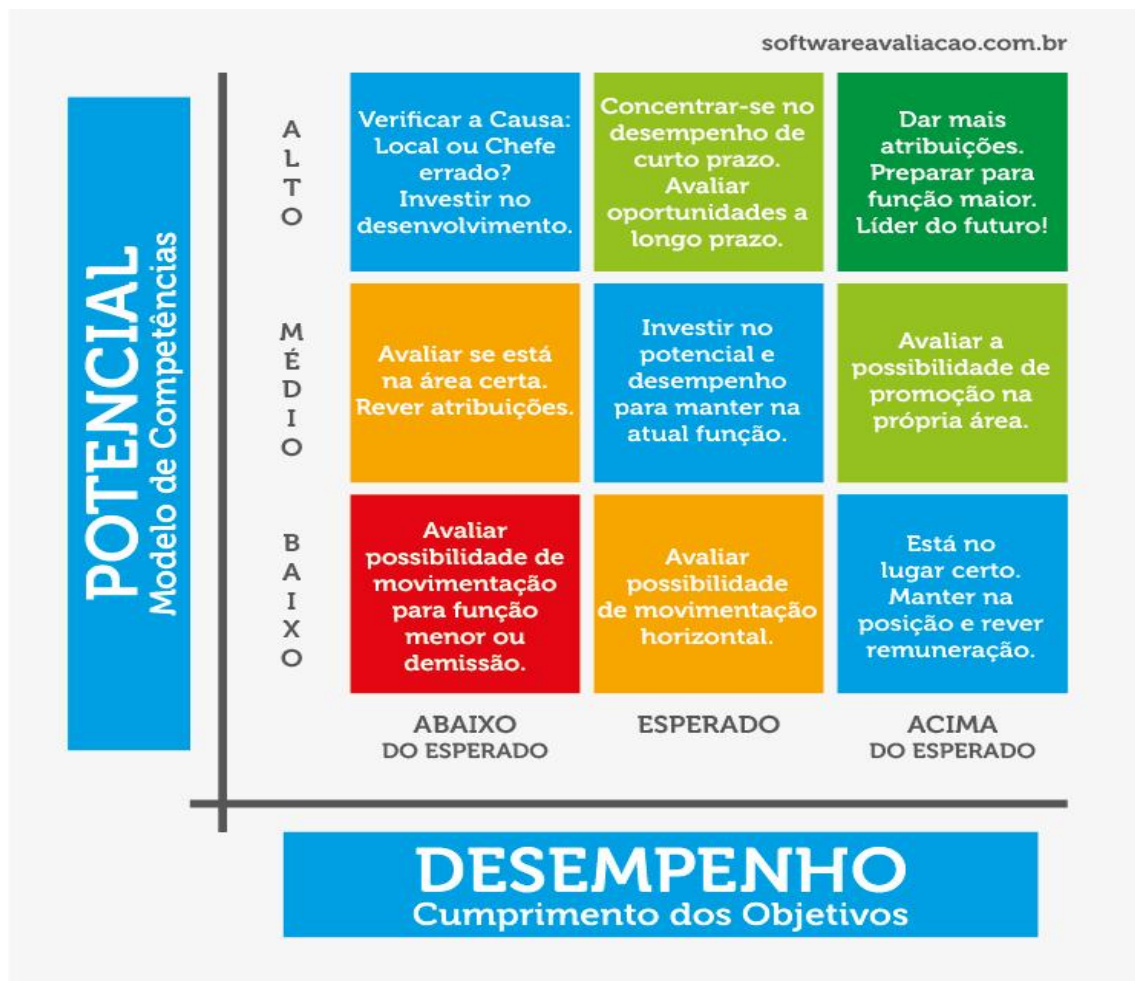 softwareavaliacao.com.br
POTENCIAL
Modelo de Competências
ALTO
Verificar a Causa:
Local ou Chefe
errado?
Investir no
desenvolvimento.
Concentrar-se no
desempenho de
curto prazo.
Avaliar
oportunidades a
longo prazo.
Dar mais
atribuições.
Preparar para
função maior.
Líder do futuro!
MÉDIO
Avaliar se está
na área certa.
Rever atribuições.
Investir no
potencial e
desempenho
para manter na
atual função.
Avaliar a
possibilidade de
promoção na
própria área.
BAIXO
Avaliar
possibilidade de
movimentação
para função
menor ou
demissão.
Avaliar
possibilidade
de movimentação
horizontal.
Está no
lugar certo.
Manter na
posição e rever
remuneração.
ABAIXO
DO ESPERADO
ESPERADO
ACIMA
DO ESPERADO
DESEMPENHO
Cumprimento dos Objetivos